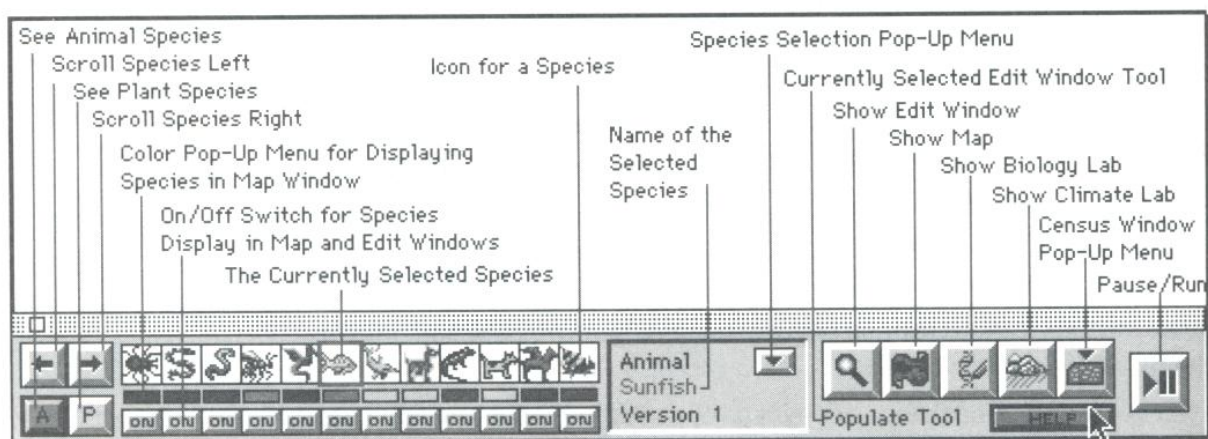 See Animal Species
Scroll Species Left
See Plant Species
Scroll Species Right
Color Pop-Up Menu for Displaying
Species in Map Window
On/Off Switch for Species
Display in Map and Edit Windows
The Currently Selected Species
Icon for a Species
Name of the
Selected
Species
Species Selection Pop-Up Menu
Currently Selected Edit Window Tool
Show Edit Window
Show Map
Show Biology Lab
Show Climate Lab
Census Window
Pop-Up Menu
Pause/Run
A P
ON ON ON ON ON ON ON ON ON ON ON ON
Animal
Sunfish
Version 1
Populate Tool
HELP